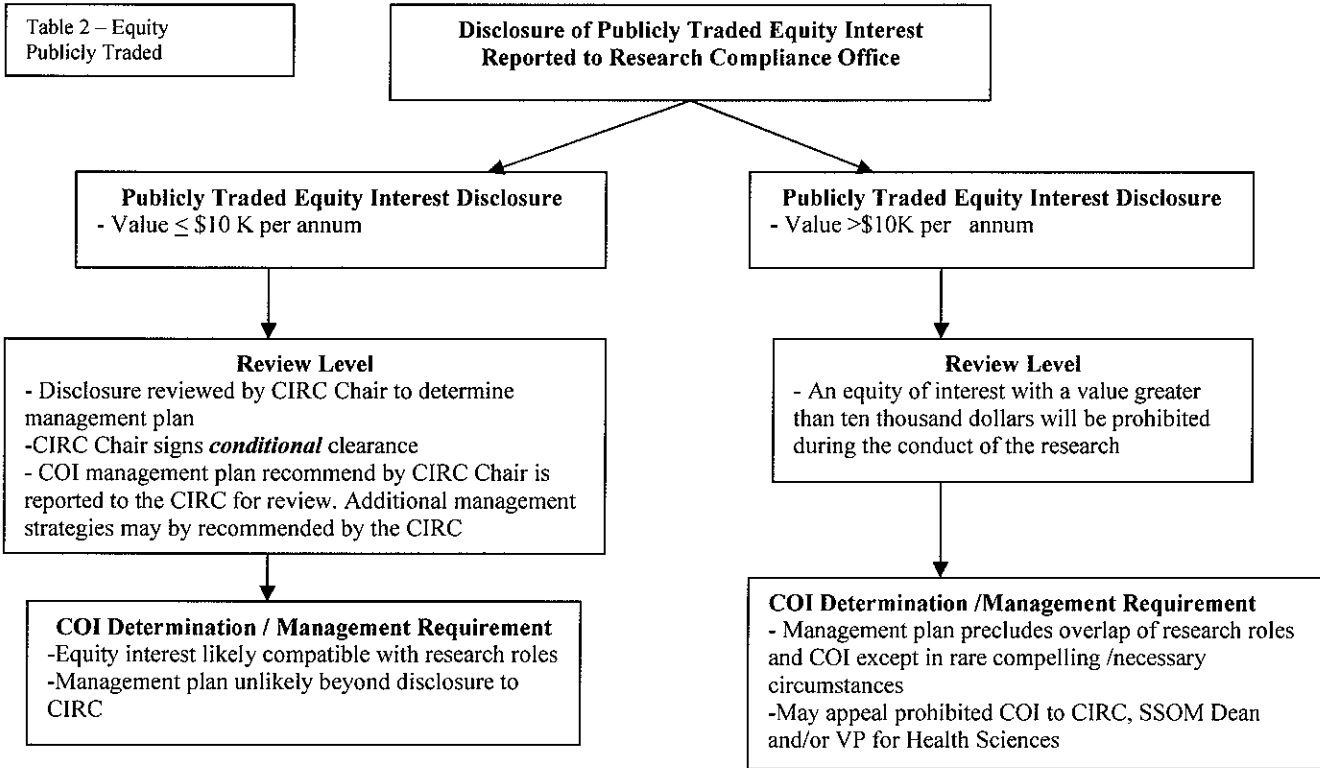 Table 2 – Equity
Publicly Traded
Disclosure of Publicly Traded Equity Interest
Reported to Research Compliance Office
Publicly Traded Equity Interest Disclosure
- Value ≤ $10 K per annum
Publicly Traded Equity Interest Disclosure
- Value >$10K per annum
Review Level
- Disclosure reviewed by CIRC Chair to determine
management plan
-CIRC Chair signs conditional clearance
- COI management plan recommend by CIRC Chair is
reported to the CIRC for review. Additional management
strategies may by recommended by the CIRC
Review Level
- An equity of interest with a value greater
than ten thousand dollars will be prohibited
during the conduct of the research
COI Determination / Management Requirement
-Equity interest likely compatible with research roles
-Management plan unlikely beyond disclosure to
CIRC
COI Determination /Management Requirement
- Management plan precludes overlap of research roles
and COI except in rare compelling /necessary
circumstances
-May appeal prohibited COI to CIRC, SSOM Dean
and/or VP for Health Sciences